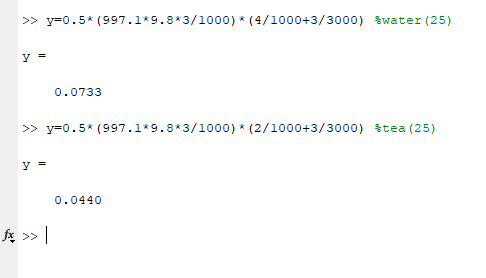 >> y=0.5*(997.1*9.8*3/1000)*(4/1000+3/3000) %water(25)
y =
0.0733
>> y=0.5*(997.1*9.8*3/1000)*(2/1000+3/3000) %tea(25)
y =
0.0440
fx >>